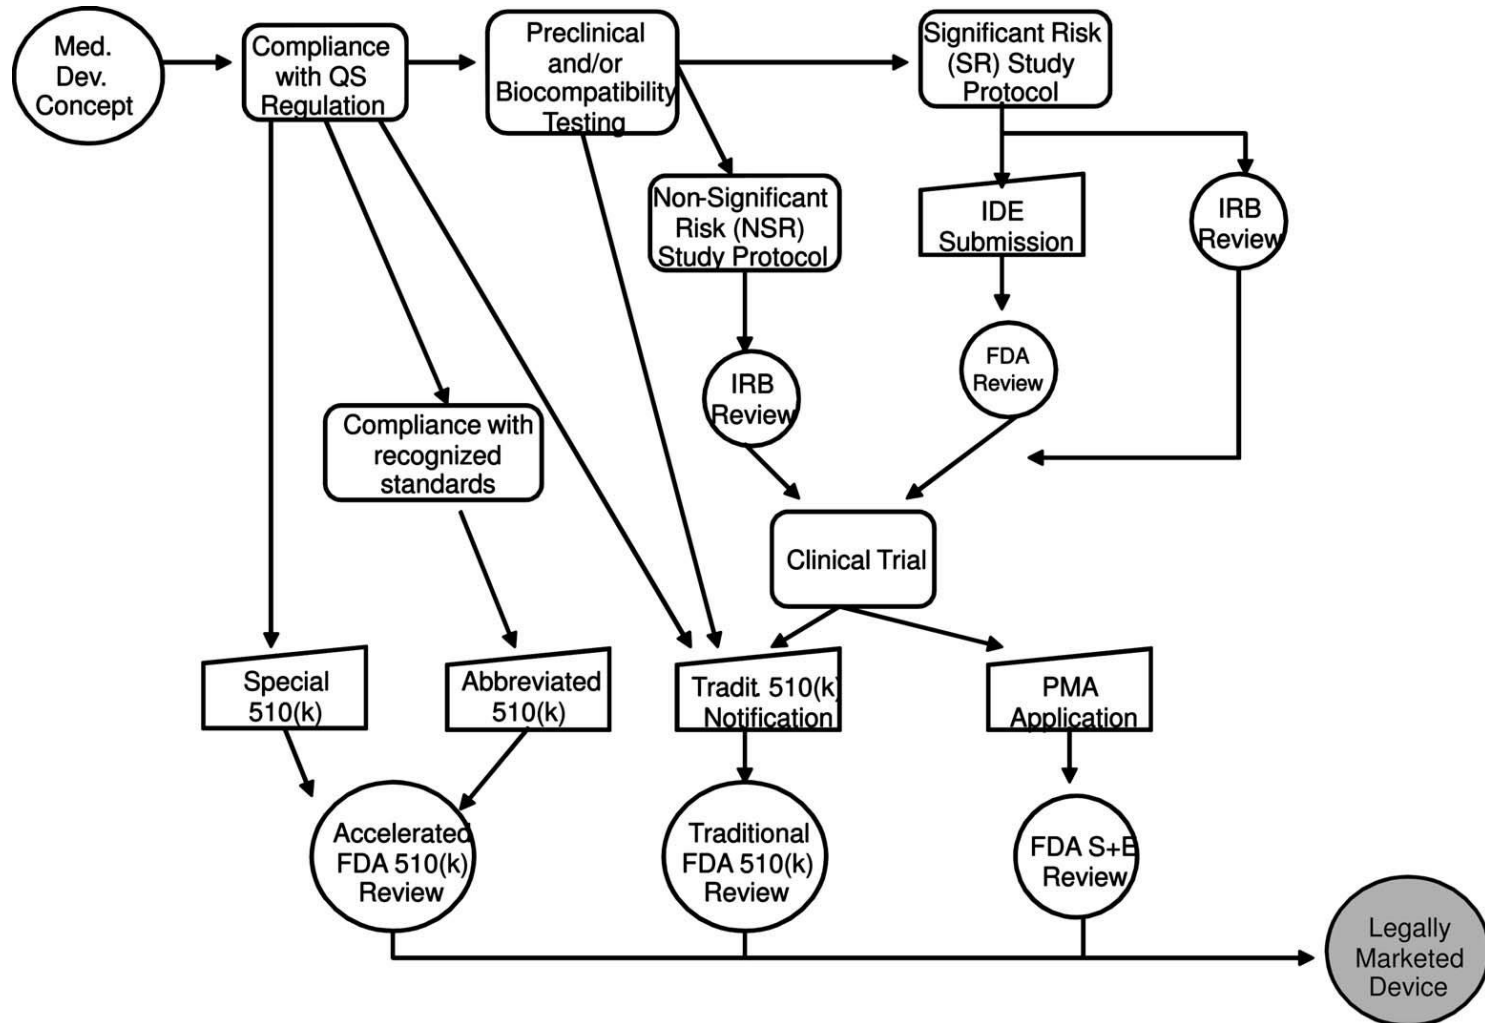 Med.
Dev.
Concept
Compliance
with QS
Regulation
Preclinical
and/or
Biocompatibility
Testing
Significant Risk
(SR) Study
Protocol
Non-Significant
Risk (NSR)
Study Protocol
IDE
Submission
IRB
Review
IRB
Review
FDA
Review
Compliance with
recognized
standards
Clinical Trial
Special
510(k)
Abbreviated
510(k)
Tradit. 510(k)
Notification
PMA
Application
Accelerated
FDA 510(k)
Review
Traditional
FDA 510(k)
Review
FDA S+E
Review
Legally
Marketed
Device